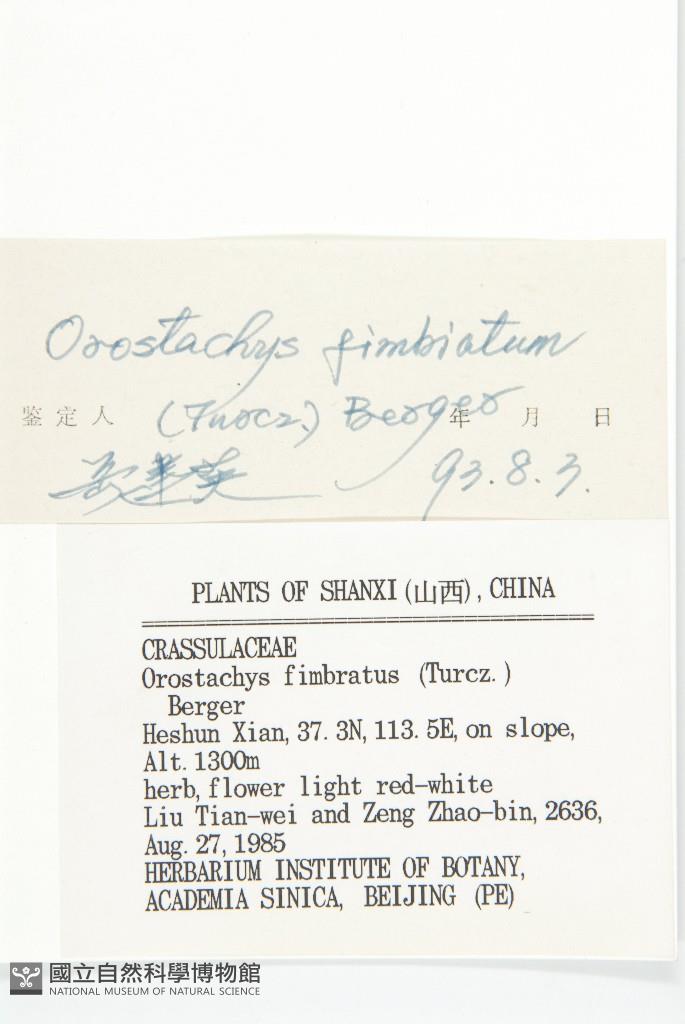 Orostachys fimbiatum
鉴定人 (Turcz.) Berger 年 月 日
93.8.3.
PLANTS OF SHANXI(山西), CHINA
CRASSULACEAE
Orostachys fimbratus (Turcz.)
Berger
Heshun Xian, 37.3N, 113.5E, on slope,
Alt. 1300m
herb, flower light red-white
Liu Tian-wei and Zeng Zhao-bin, 2636,
Aug. 27, 1985
HERBARIUM INSTITUTE OF BOTANY,
ACADEMIA SINICA, BEIJING (PE)
國立自然科學博物館
NATIONAL MUSEUM OF NATURAL SCIENCE